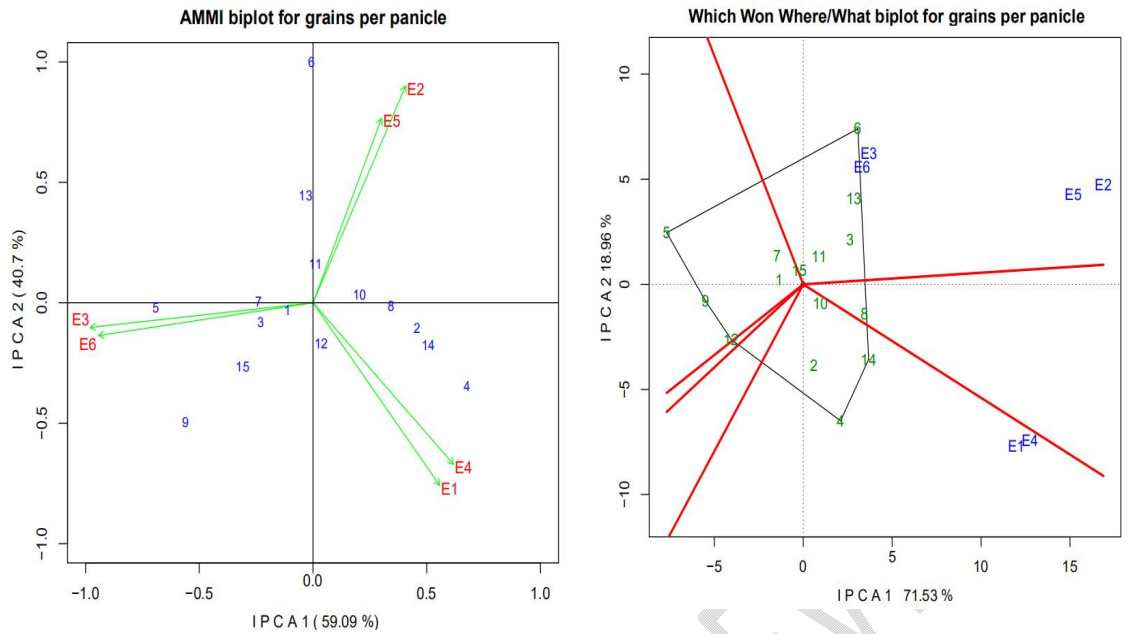 AMMI biplot for grains per panicle
I P C A 2 ( 40.7 %)
1.0
0.5
0.0
−0.5
−1.0
6
E2
E5
13
11
10
7
5
1
8
E3
3
2
E6
12
14
15
4
9
E4
E1
−1.0
−0.5
0.0
0.5
1.0
I P C A 1 ( 59.09 %)
Which Won Where/What biplot for grains per panicle
I P C A 2 18.96 %
10
5
0
−5
−10
6
E3
E6
E2
E5
13
5
3
7
11
15
1
9
10
8
12
14
2
4
E1
E4
−5
0
5
10
15
I P C A 1 71.53 %